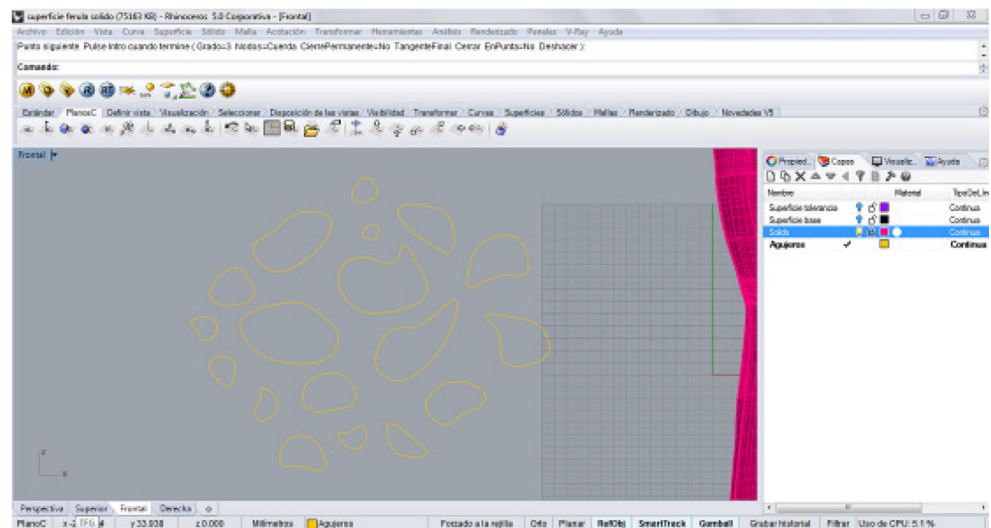 superficie ferula solido (75163 KB) - Rhinoceros 5.0 Corporativa - [Frontal]
Archivo Edición Vista Curva Superficie Sólido Malla Acotación Transformar Herramientas Análisis Renderizado Paneles V-Ray Ayuda
Punto siguiente. Pulse Intro cuando termine ( Grado=3 Nodos=Cuerda CierrePermanente=No TangenteFinal Cerrar EnPunta=No Deshacer ):
Comando:
Estándar PlanosC Definir vista Visualización Seleccionar Disposición de las vistas Visibilidad Transformar Curvas Superficies Sólidos Mallas Renderizado Dibujo Novedades V5
Frontal
Propied... Capas Visualiz... Ayuda
Nombre Material TipoDeLín
Superficie tolerancia Continua
Superficie base Continua
Solido Continua
Agujeros Continua
z
x
Perspectiva Superior Frontal Derecha
PlanoC TFG y 33.938 z 0.000 Milímetros Agujeros Forzado a la rejilla Orto Planar RefObj SmartTrack Gumball Grabar historial Filtrar Uso de CPU: 5.1 %